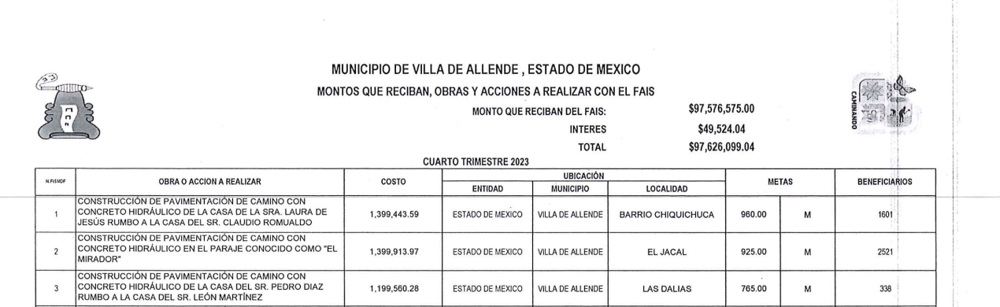 MUNICIPIO DE VILLA DE ALLENDE , ESTADO DE MEXICO
MONTOS QUE RECIBAN, OBRAS Y ACCIONES A REALIZAR CON EL FAIS
MONTO QUE RECIBAN DEL FAIS: $97,576,575.00
INTERES $49,524.04
TOTAL $97,626,099.04
CAMINANDO
CUARTO TRIMESTRE 2023
OBRA O ACCION A REALIZAR COSTO UBICACIÓN METAS BENEFICIARIOS
ENTIDAD MUNICIPIO LOCALIDAD
CONSTRUCCIÓN DE PAVIMENTACIÓN DE CAMINO CON
1 CONCRETO HIDRÁULICO DE LA CASA DE LA SRA. LAURA DE 1,399,443.59 ESTADO DE MEXICO VILLA DE ALLENDE BARRIO CHIQUICHUCA 960.00 M 1601
JESÚS RUMBO A LA CASA DEL SR. CLAUDIO ROMUALDO
CONSTRUCCIÓN DE PAVIMENTACIÓN DE CAMINO CON
2 CONCRETO HIDRÁULICO EN EL PARAJE CONOCIDO COMO "EL 1,399,913.97 ESTADO DE MEXICO VILLA DE ALLENDE EL JACAL 925.00 M 2521
MIRADOR"
CONSTRUCCIÓN DE PAVIMENTACIÓN DE CAMINO CON
3 CONCRETO HIDRÁULICO DE LA CASA DEL SR. PEDRO DIAZ 1,199,560.28 ESTADO DE MEXICO VILLA DE ALLENDE LAS DALIAS 765.00 M 338
RUMBO A LA CASA DEL SR. LEÓN MARTÍNEZ